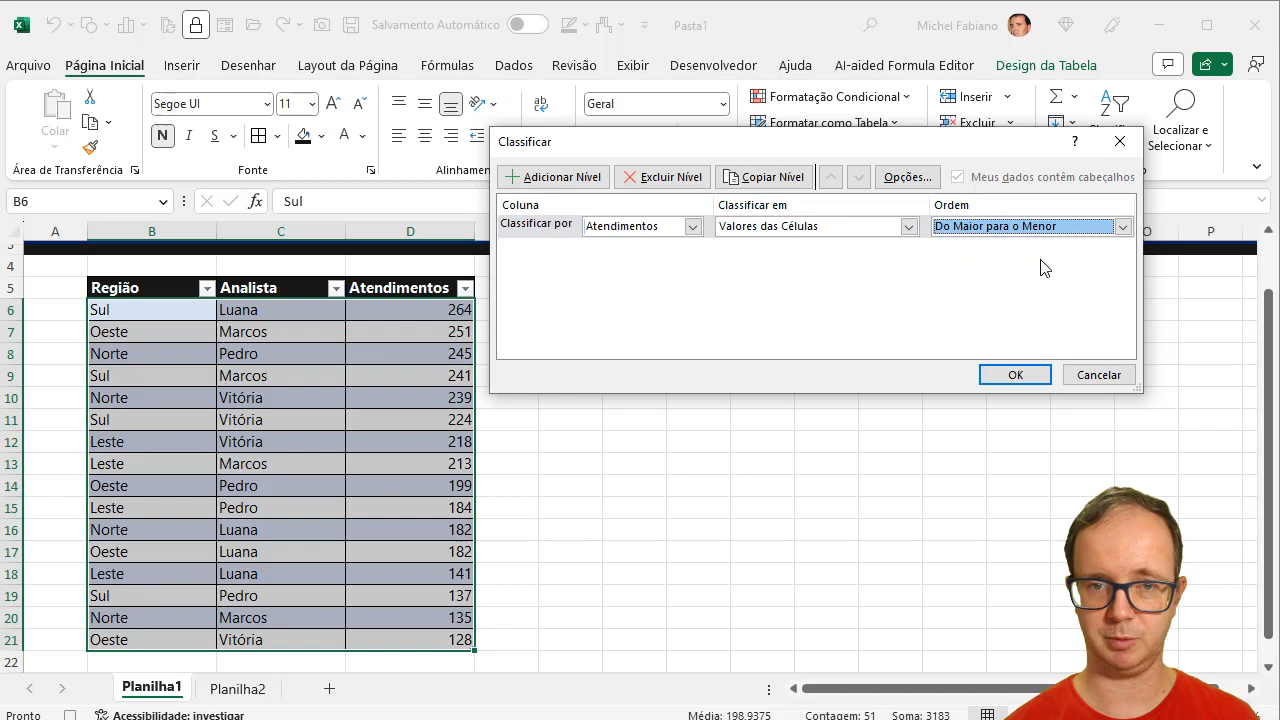 Salvamento Automático
Pasta1
Michel Fabiano
Arquivo
Página Inicial
Inserir
Desenhar
Layout da Página
Fórmulas
Dados
Revisão
Exibir
Desenvolvedor
Ajuda
AI-aided Formula Editor
Design da Tabela
Colar
Segoe UI
11
N I S A
ab
Geral
Formatação Condicional
Formatar como Tabela
Inserir
Excluir
Localizar e
Selecionar
Área de Transferência
Fonte
Alinham
B6
fx
Sul
Classificar
?
Adicionar Nível
Excluir Nível
Copiar Nível
Opções...
Meus dados contêm cabeçalhos
Coluna
Classificar em
Ordem
Classificar por
Atendimentos
Valores das Células
Do Maior para o Menor
OK
Cancelar
A B C D O P
4
5 Região Analista Atendimentos
6 Sul Luana 264
7 Oeste Marcos 251
8 Norte Pedro 245
9 Sul Marcos 241
10 Norte Vitória 239
11 Sul Vitória 224
12 Leste Vitória 218
13 Leste Marcos 213
14 Oeste Pedro 199
15 Leste Pedro 184
16 Norte Luana 182
17 Oeste Luana 182
18 Leste Luana 141
19 Sul Pedro 137
20 Norte Marcos 135
21 Oeste Vitória 128
22
Planilha1
Planilha2
Pronto
Acessibilidade: investigar
Média: 198.9375
Contagem: 51
Soma: 3183